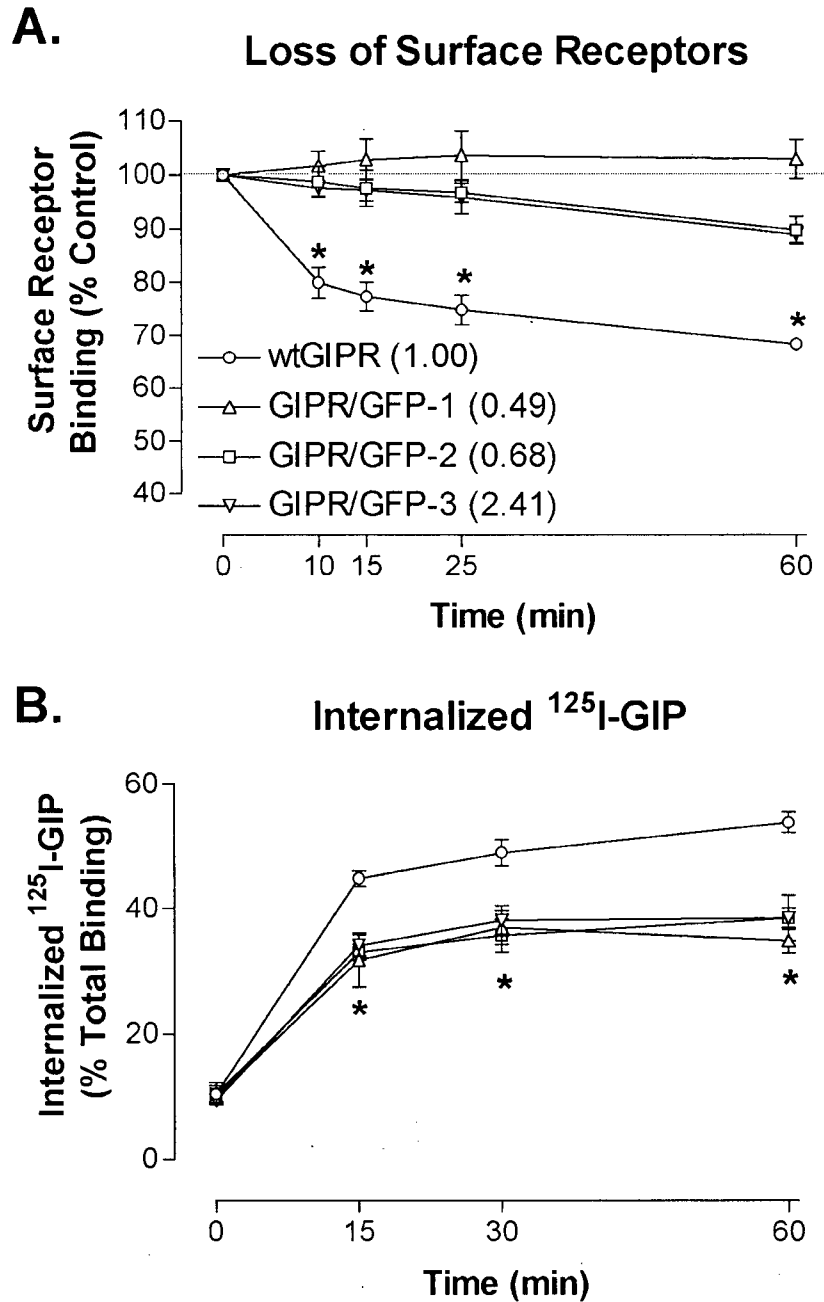 A.
Loss of Surface Receptors
Surface Receptor
Binding (% Control)
110
100
90
80
70
60
50
40
* * * *
wtGIPR (1.00)
GIPR/GFP-1 (0.49)
GIPR/GFP-2 (0.68)
GIPR/GFP-3 (2.41)
0 10 15 25 60
Time (min)
B.
Internalized ¹²⁵I-GIP
Internalized ¹²⁵I-GIP
(% Total Binding)
60
40
20
0
* * *
0 15 30 60
Time (min)